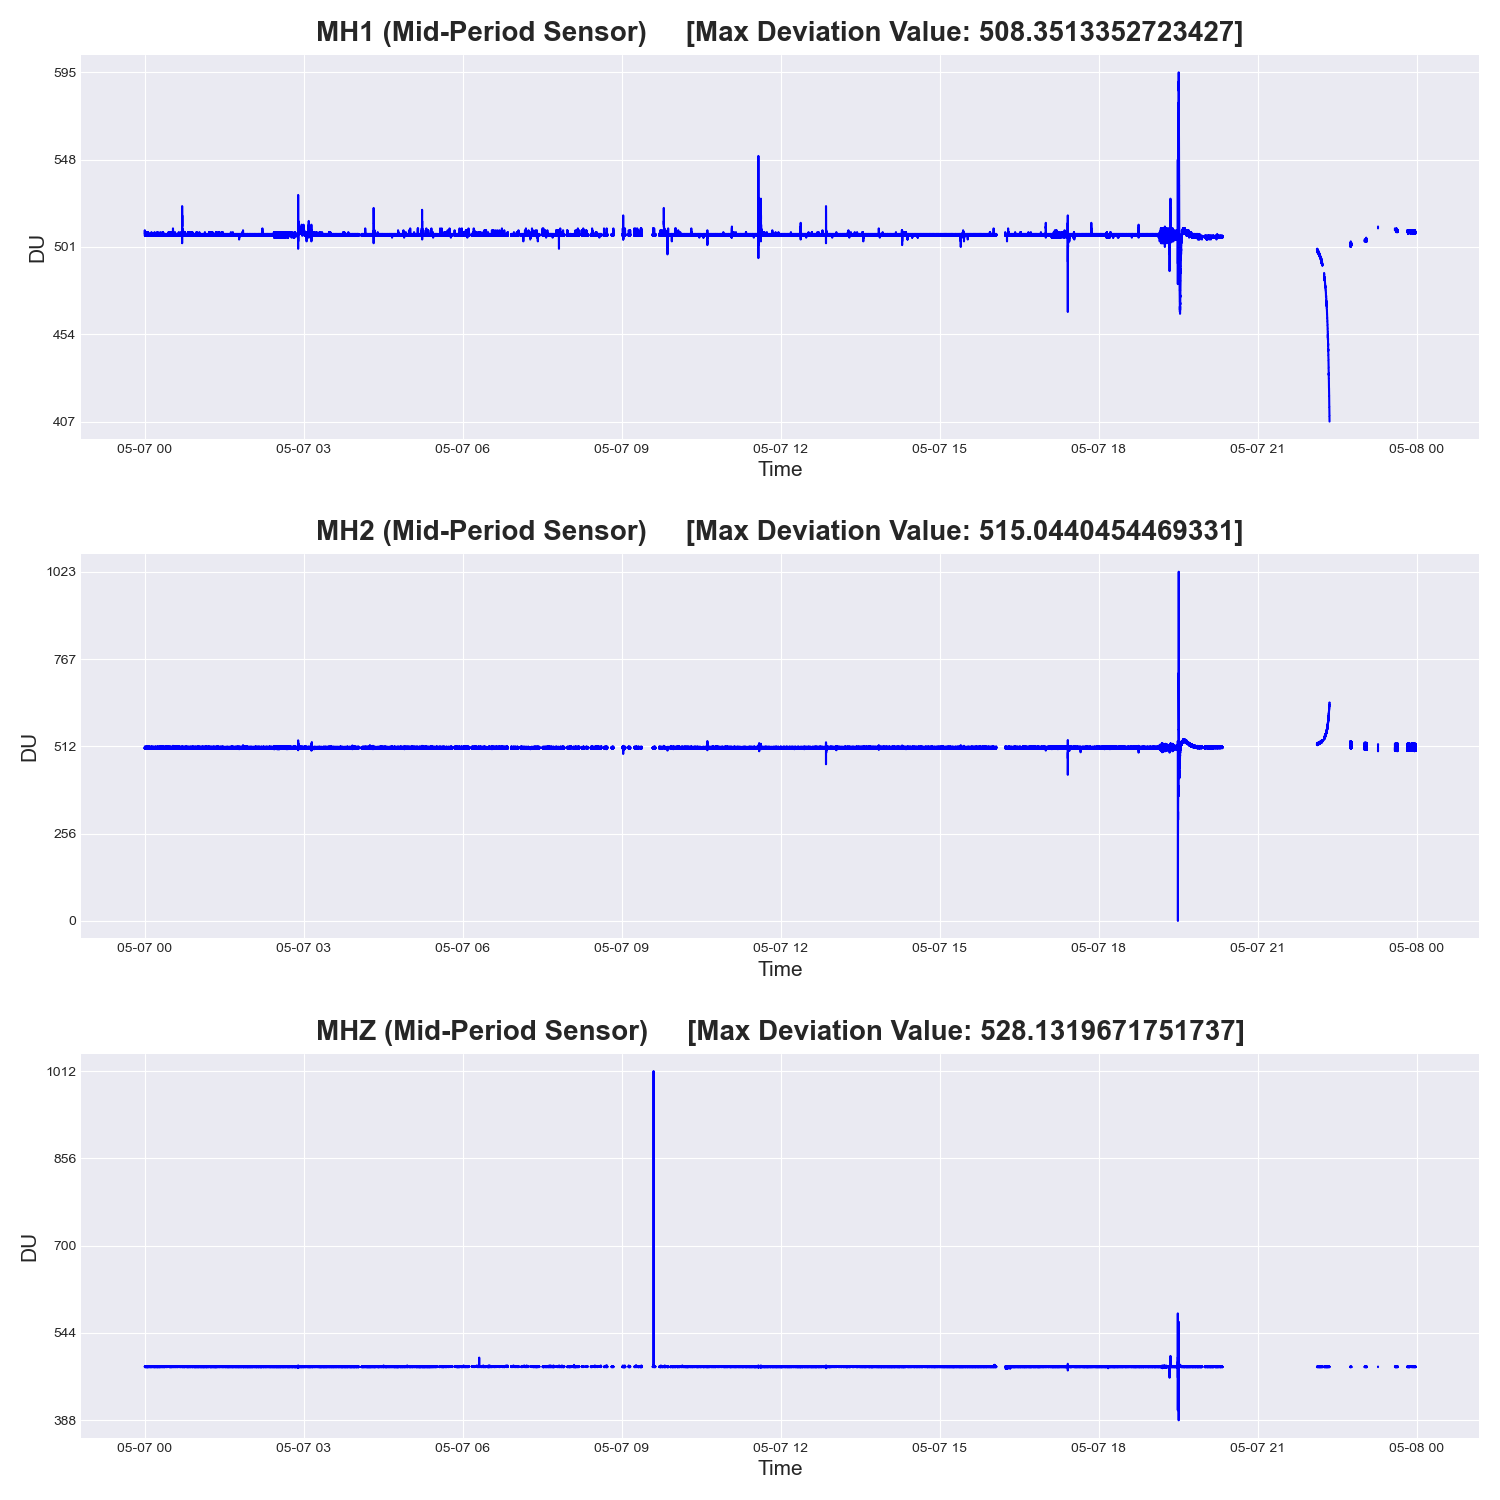 MH1 (Mid-Period Sensor)     [Max Deviation Value: 508.3513352723427]
595
548
501
454
407
DU
05-07 00 05-07 03 05-07 06 05-07 09 05-07 12 05-07 15 05-07 18 05-07 21 05-08 00
Time
MH2 (Mid-Period Sensor)     [Max Deviation Value: 515.0440454469331]
1023
767
512
256
0
DU
05-07 00 05-07 03 05-07 06 05-07 09 05-07 12 05-07 15 05-07 18 05-07 21 05-08 00
Time
MHZ (Mid-Period Sensor)     [Max Deviation Value: 528.1319671751737]
1012
856
700
544
388
DU
05-07 00 05-07 03 05-07 06 05-07 09 05-07 12 05-07 15 05-07 18 05-07 21 05-08 00
Time